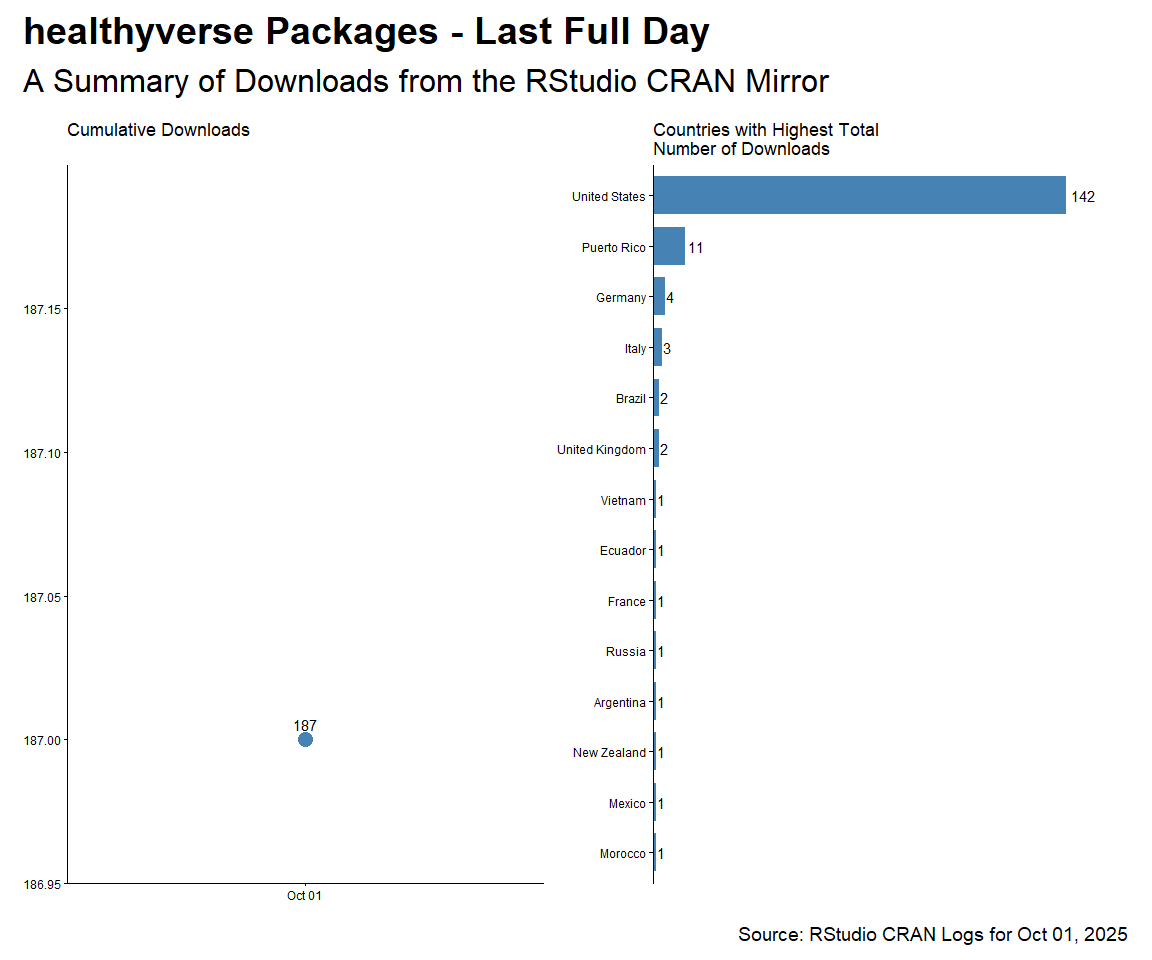 healthyverse Packages - Last Full Day
A Summary of Downloads from the RStudio CRAN Mirror
Cumulative Downloads
187.15
187.10
187.05
187.00
186.95
187
Oct 01
Countries with Highest Total
Number of Downloads
United States 142
Puerto Rico 11
Germany 4
Italy 3
Brazil 2
United Kingdom 2
Vietnam 1
Ecuador 1
France 1
Russia 1
Argentina 1
New Zealand 1
Mexico 1
Morocco 1
Source: RStudio CRAN Logs for Oct 01, 2025